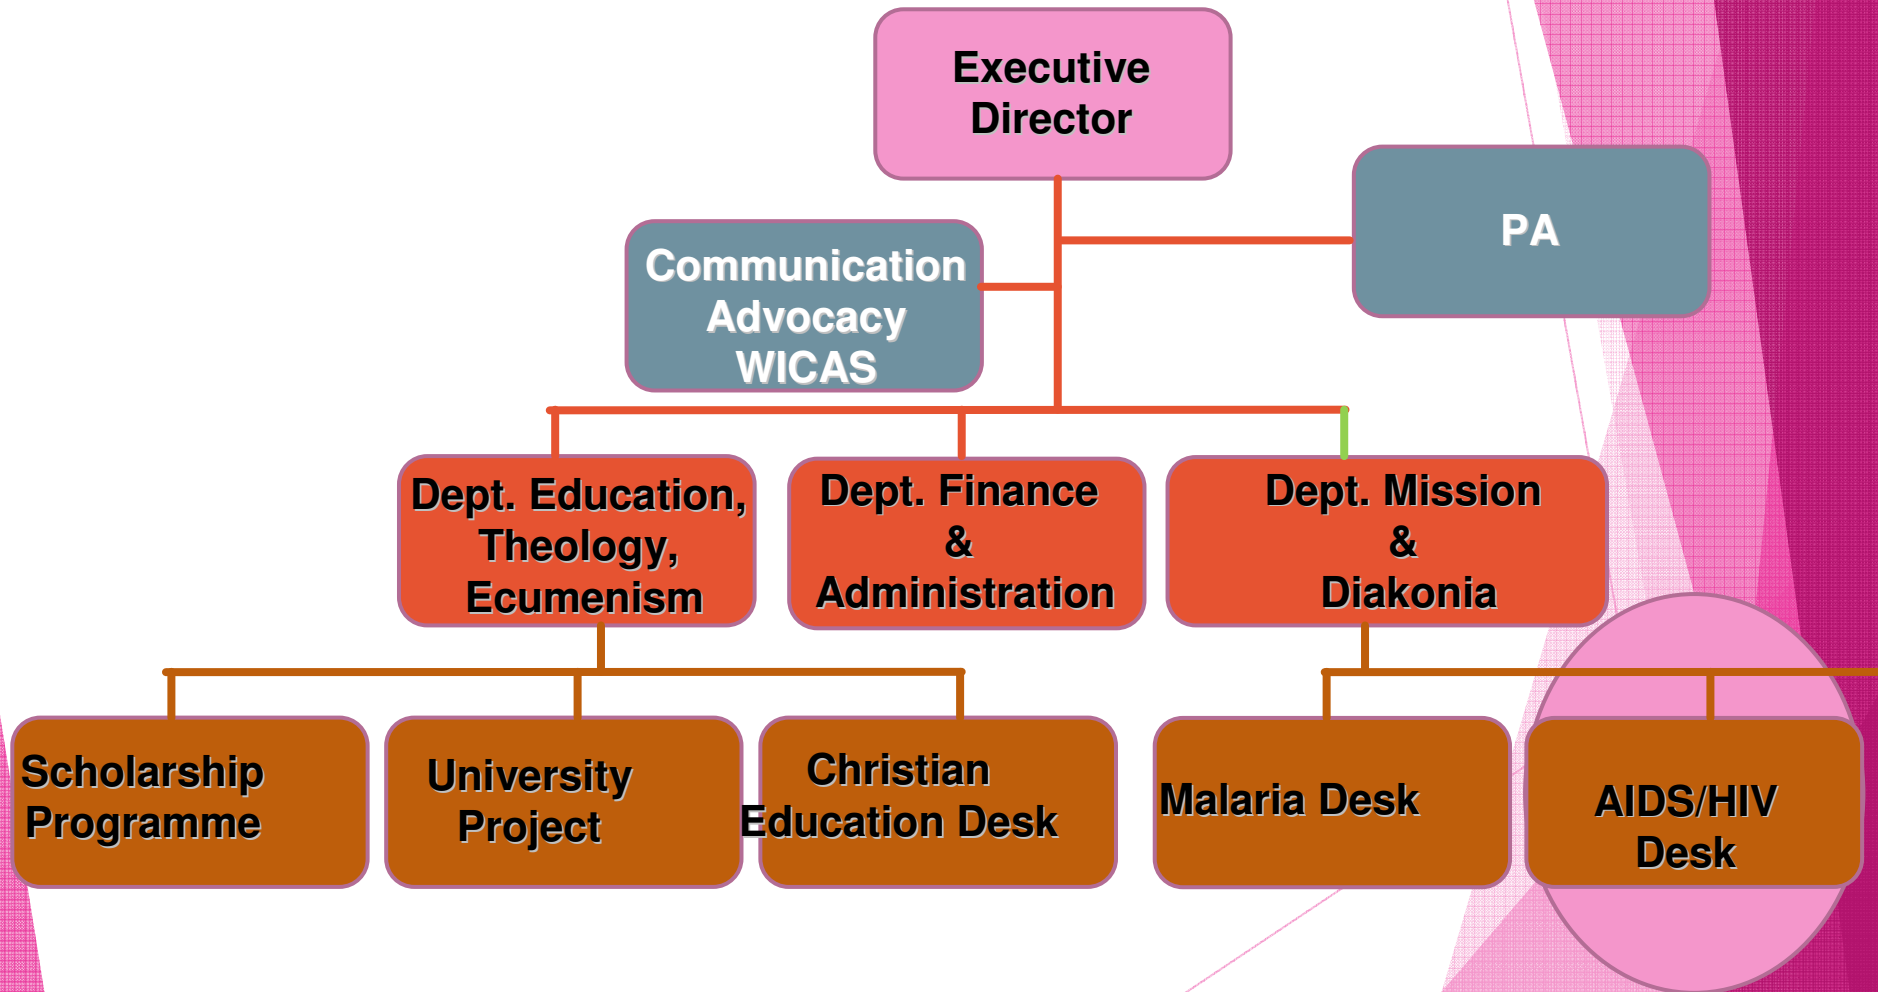 Executive
Director
PA
Communication
Advocacy
WICAS
Dept. Education,
Theology,
Ecumenism
Dept. Finance
&
Administration
Dept. Mission
&
Diakonia
Scholarship
Programme
University
Project
Christian
Education Desk
Malaria Desk
AIDS/HIV
Desk